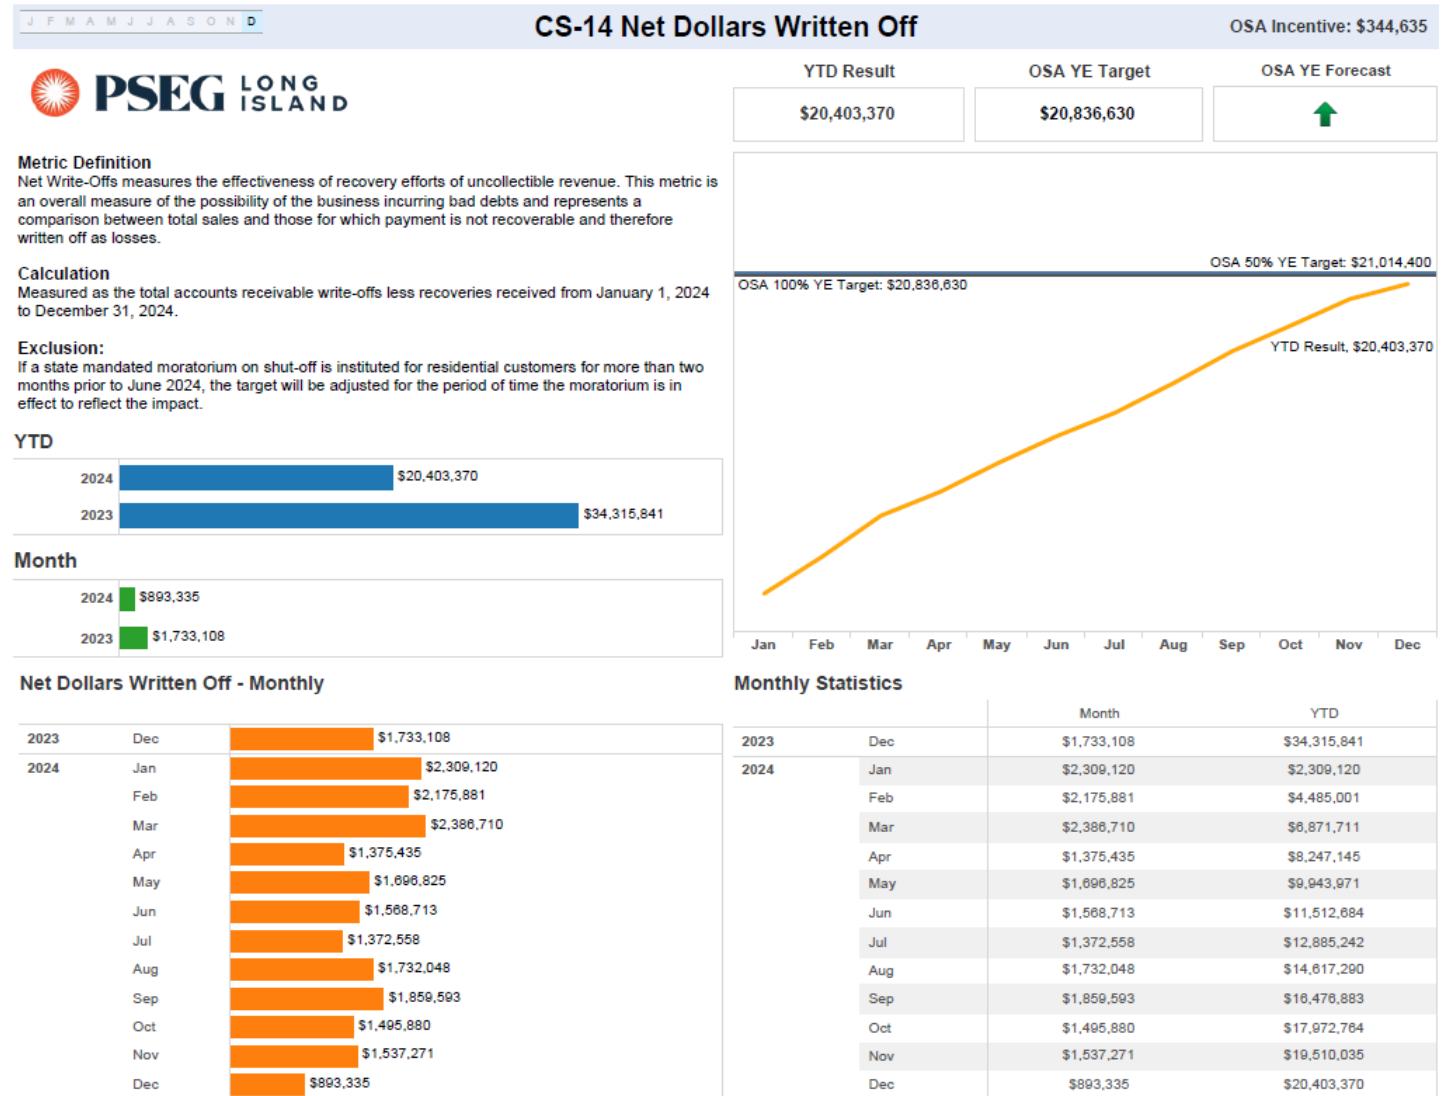 J F M A M J J A S O N D
CS-14 Net Dollars Written Off
OSA Incentive: $344,635
PSEG LONG ISLAND
YTD Result
OSA YE Target
OSA YE Forecast
$20,403,370
$20,836,630
Metric Definition
Net Write-Offs measures the effectiveness of recovery efforts of uncollectible revenue. This metric is
an overall measure of the possibility of the business incurring bad debts and represents a
comparison between total sales and those for which payment is not recoverable and therefore
written off as losses.
Calculation
Measured as the total accounts receivable write-offs less recoveries received from January 1, 2024
to December 31, 2024.
Exclusion:
If a state mandated moratorium on shut-off is instituted for residential customers for more than two
months prior to June 2024, the target will be adjusted for the period of time the moratorium is in
effect to reflect the impact.
OSA 50% YE Target: $21,014,400
OSA 100% YE Target: $20,836,630
YTD Result, $20,403,370
Jan Feb Mar Apr May Jun Jul Aug Sep Oct Nov Dec
YTD
2024 $20,403,370
2023 $34,315,841
Month
2024 $893,335
2023 $1,733,108
Net Dollars Written Off - Monthly
2023 Dec $1,733,108
2024 Jan $2,309,120
Feb $2,175,881
Mar $2,386,710
Apr $1,375,435
May $1,696,825
Jun $1,568,713
Jul $1,372,558
Aug $1,732,048
Sep $1,859,593
Oct $1,495,880
Nov $1,537,271
Dec $893,335
Monthly Statistics
Month YTD
2023 Dec $1,733,108 $34,315,841
2024 Jan $2,309,120 $2,309,120
Feb $2,175,881 $4,485,001
Mar $2,386,710 $6,871,711
Apr $1,375,435 $8,247,145
May $1,696,825 $9,943,971
Jun $1,568,713 $11,512,684
Jul $1,372,558 $12,885,242
Aug $1,732,048 $14,617,290
Sep $1,859,593 $16,476,883
Oct $1,495,880 $17,972,764
Nov $1,537,271 $19,510,035
Dec $893,335 $20,403,370